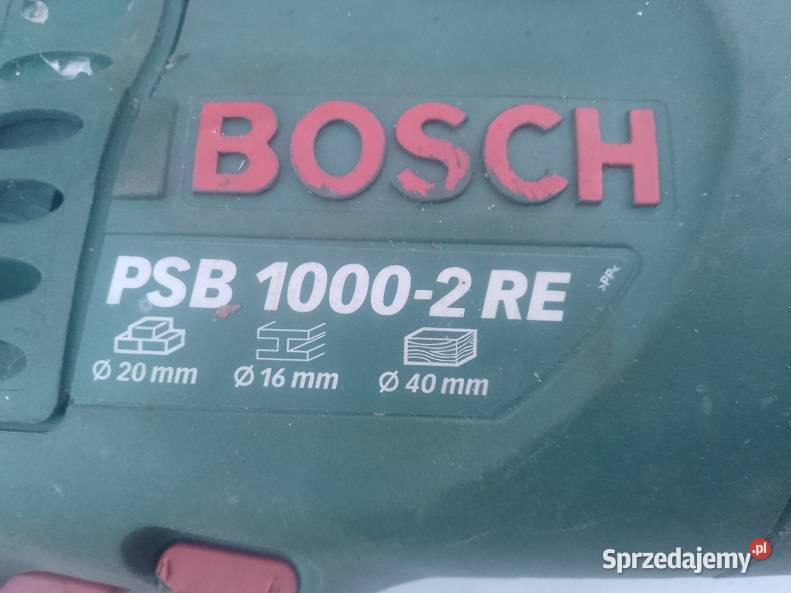 BOSCH
PSB 1000-2 RE
>PP<
Ø 20 mm Ø 16 mm Ø 40 mm
Sprzedajemy.pl